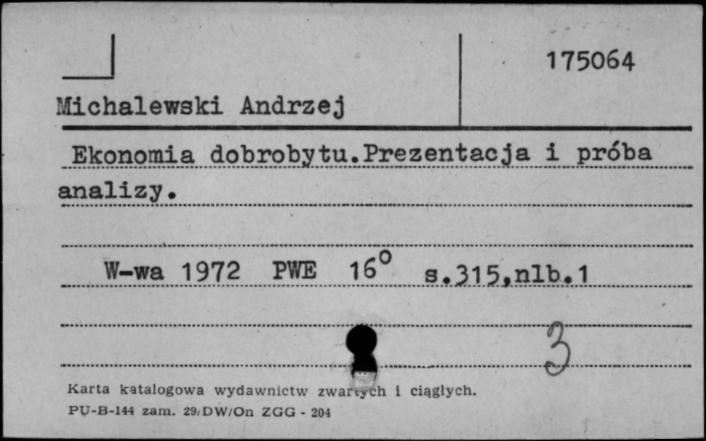 175064
Michalewski Andrzej
Ekonomia dobrobytu.Prezentacja i próba
analizy.
W-wa 1972 PWE 16° s.315,nlb.1
3
Karta katalogowa wydawnictw zwartych i ciągłych.
PU-B-144 zam. 29/DW/On ZGG - 204